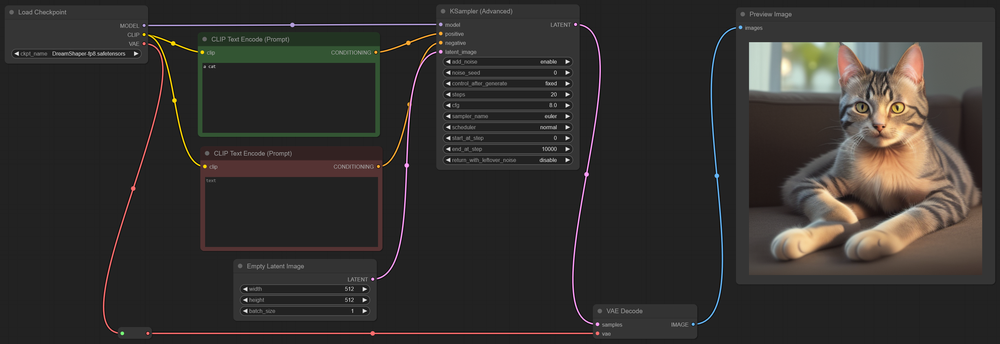 Load Checkpoint
MODEL
CLIP
VAE
ckpt_name DreamShaper-fp8.safetensors
CLIP Text Encode (Prompt)
clip CONDITIONING
a cat
CLIP Text Encode (Prompt)
clip CONDITIONING
text
Empty Latent Image
LATENT
width 512
height 512
batch_size 1
KSampler (Advanced)
model LATENT
positive
negative
latent_image
add_noise enable
noise_seed 0
control_after_generate fixed
steps 20
cfg 8.0
sampler_name euler
scheduler normal
start_at_step 0
end_at_step 10000
return_with_leftover_noise disable
VAE Decode
samples IMAGE
vae
Preview Image
images